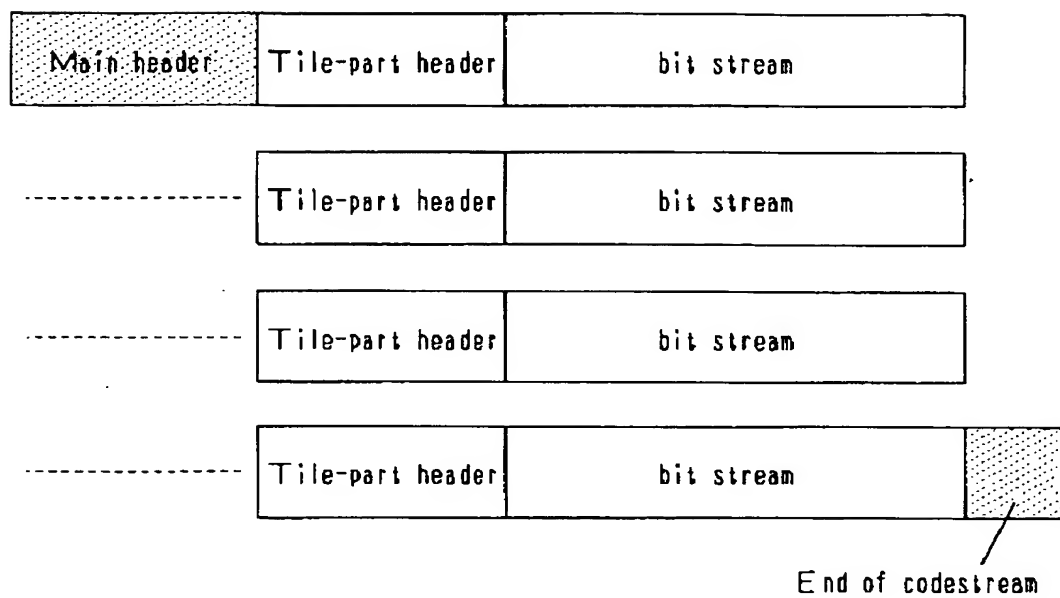 Main header Tile-part header bit stream
Tile-part header bit stream
Tile-part header bit stream
Tile-part header bit stream
End of codestream